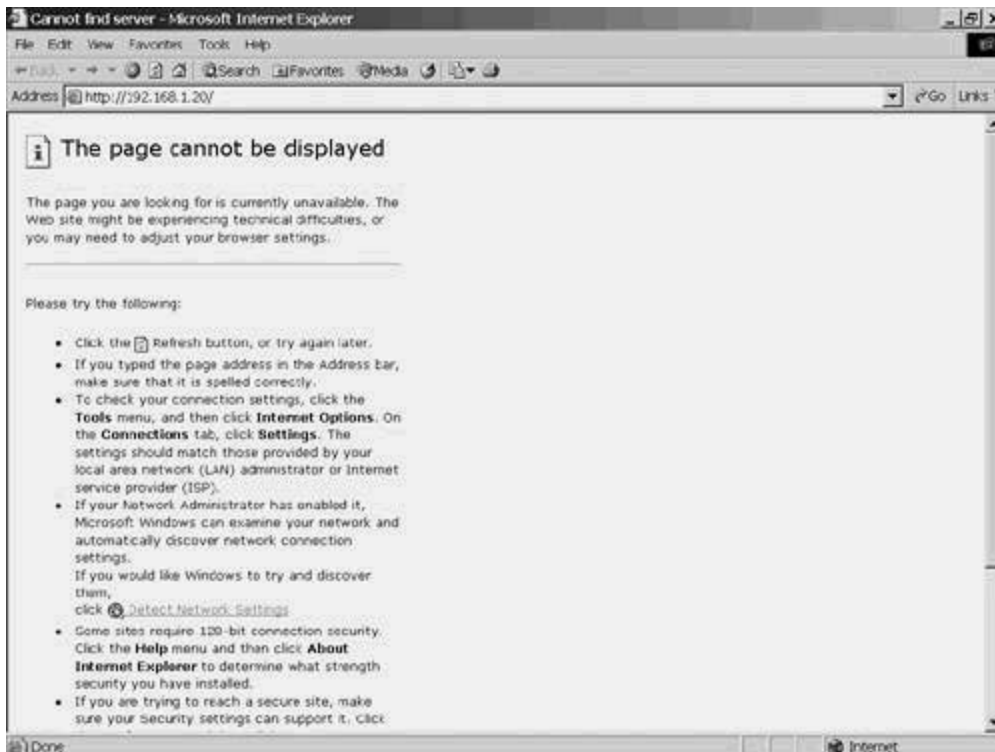 Cannot find server - Microsoft Internet Explorer
File Edit View Favorites Tools Help
Back Search Favorites Media
Address http://192.168.1.20/ Go Links
The page cannot be displayed
The page you are looking for is currently unavailable. The
Web site might be experiencing technical difficulties, or
you may need to adjust your browser settings.
Please try the following:
• Click the Refresh button, or try again later.
• If you typed the page address in the Address bar,
make sure that it is spelled correctly.
• To check your connection settings, click the
Tools menu, and then click Internet Options. On
the Connections tab, click Settings. The
settings should match those provided by your
local area network (LAN) administrator or Internet
service provider (ISP).
• If your Network Administrator has enabled it,
Microsoft Windows can examine your network and
automatically discover network connection
settings.
If you would like Windows to try and discover
them,
click Detect Network Settings
• Some sites require 128-bit connection security.
Click the Help menu and then click About
Internet Explorer to determine what strength
security you have installed.
• If you are trying to reach a secure site, make
sure your Security settings can support it. Click
Done Internet